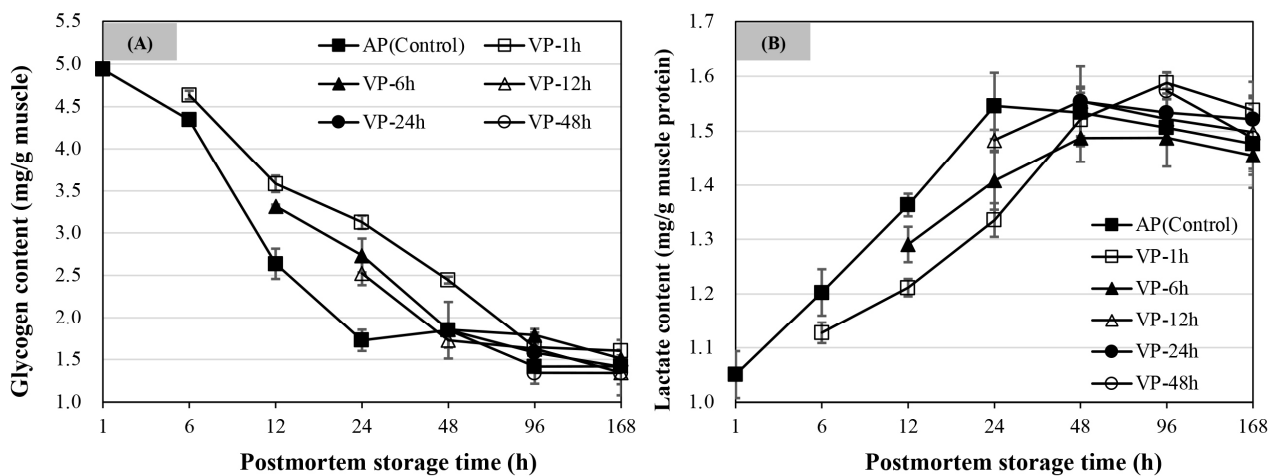 (A)
AP(Control) VP-1h
VP-6h VP-12h
VP-24h VP-48h
Glycogen content (mg/g muscle)
5.5
5.0
4.5
4.0
3.5
3.0
2.5
2.0
1.5
1.0
1 6 12 24 48 96 168
Postmortem storage time (h)
(B)
Lactate content (mg/g muscle protein)
1.7
1.6
1.5
1.4
1.3
1.2
1.1
1.0
AP(Control)
VP-1h
VP-6h
VP-12h
VP-24h
VP-48h
1 6 12 24 48 96 168
Postmortem storage time (h)